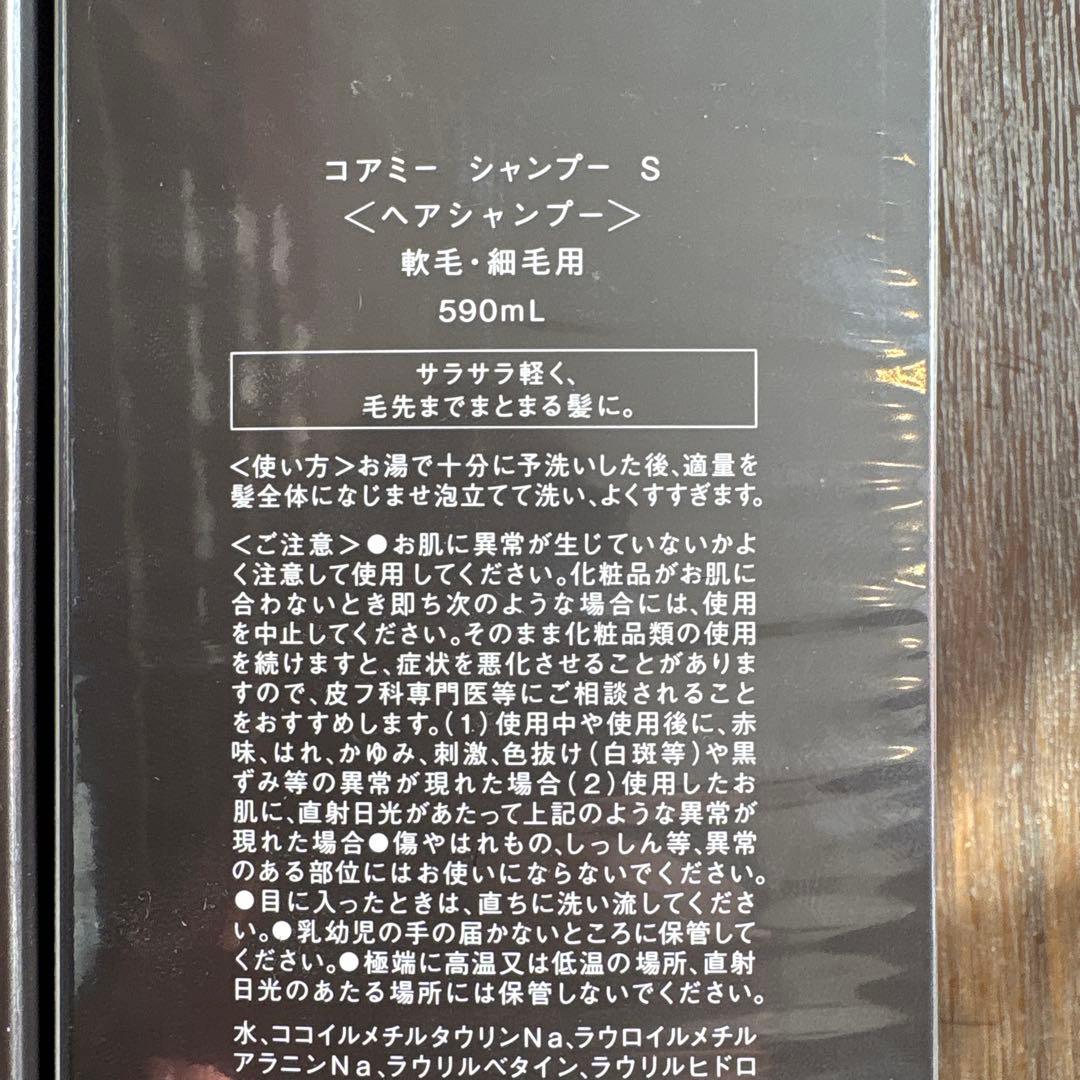 コアミー シャンプー S
＜ヘアシャンプー＞
軟毛・細毛用
590mL
サラサラ軽く、
毛先までまとまる髪に。
＜使い方＞お湯で十分に予洗いした後、適量を
髪全体になじませ泡立てて洗い、よくすすぎます。
＜ご注意＞●お肌に異常が生じていないかよ
く注意して使用してください。化粧品がお肌に
合わないとき即ち次のような場合には、使用
を中止してください。そのまま化粧品類の使用
を続けますと、症状を悪化させることがありま
すので、皮フ科専門医等にご相談されること
をおすすめします。（1）使用中や使用後に、赤
味、はれ、かゆみ、刺激、色抜け（白斑等）や黒
ずみ等の異常が現れた場合（2）使用したお
肌に、直射日光があたって上記のような異常が
現れた場合●傷やはれもの、しっしん等、異常
のある部位にはお使いにならないでください。
●目に入ったときは、直ちに洗い流してくださ
い。●乳幼児の手の届かないところに保管して
ください。●極端に高温又は低温の場所、直射
日光のあたる場所には保管しないでください。
水、ココイルメチルタウリンNa、ラウロイルメチル
アラニンNa、ラウリルベタイン、ラウリルヒドロ